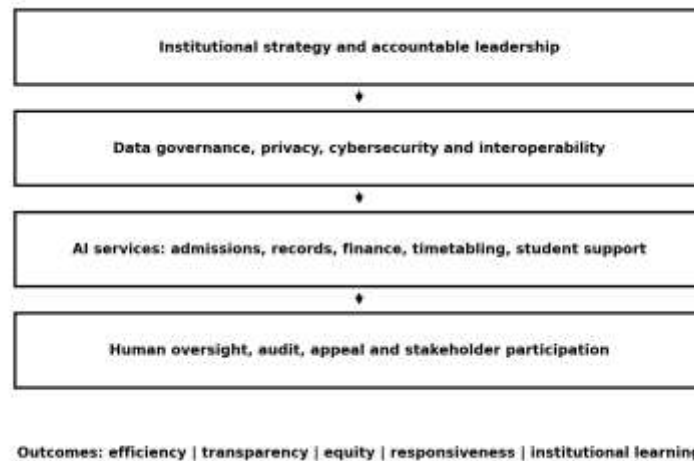 Institutional strategy and accountable leadership
Data governance, privacy, cybersecurity and interoperability
AI services: admissions, records, finance, timetabling, student support
Human oversight, audit, appeal and stakeholder participation
Outcomes: efficiency | transparency | equity | responsiveness | institutional learning